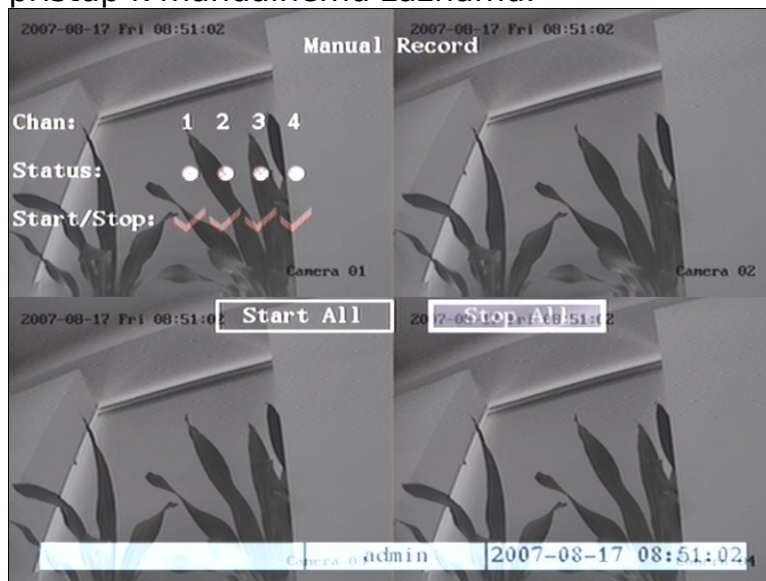 prístup k manuálnemu záznamu.
2007-08-17 Fri 08:51:02
2007-08-17 Fri 08:51:02
Manual Record
Chan: 1 2 3 4
Status:
Start/Stop:
Camera 01
Camera 02
2007-08-17 Fri 08:51:02
Start All
Stop All
admin
2007-08-17 08:51:02